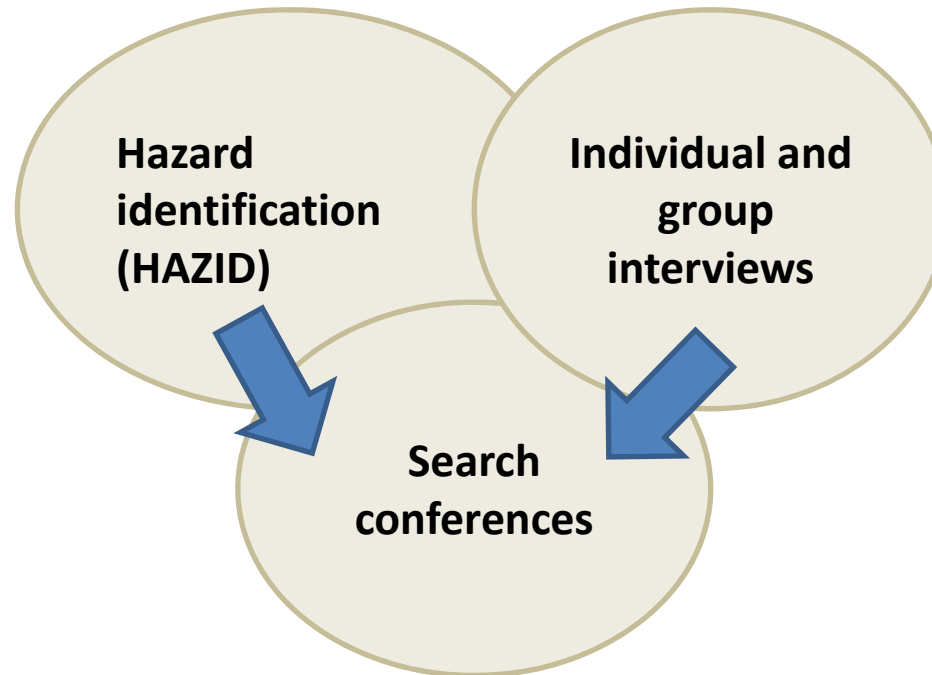 Hazard
identification
(HAZID)
Individual and
group
interviews
Search
conferences